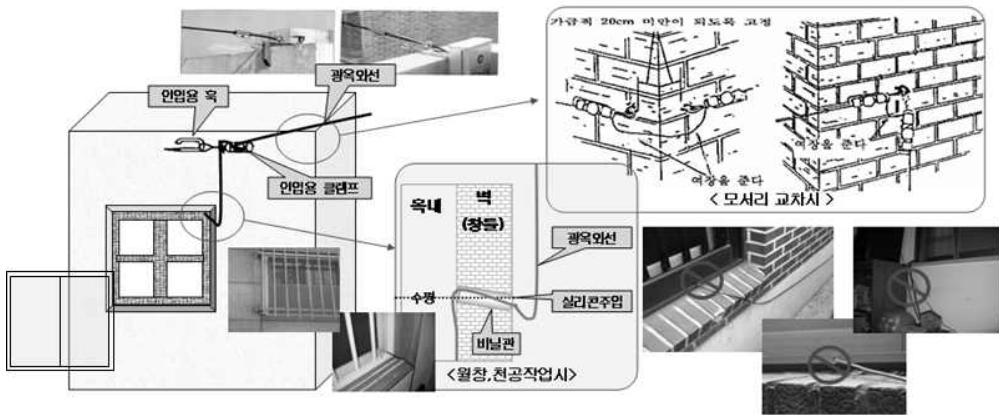 가급적 20cm 미만이 되도록 고정
광옥외선
인입용 훅
여장을 준다
인입용 클램프
여장을 준다
< 모서리 교차시 >
옥내
벽
(창틀)
광옥외선
수평
실리콘주입
비닐관
<월창,천공작업시>